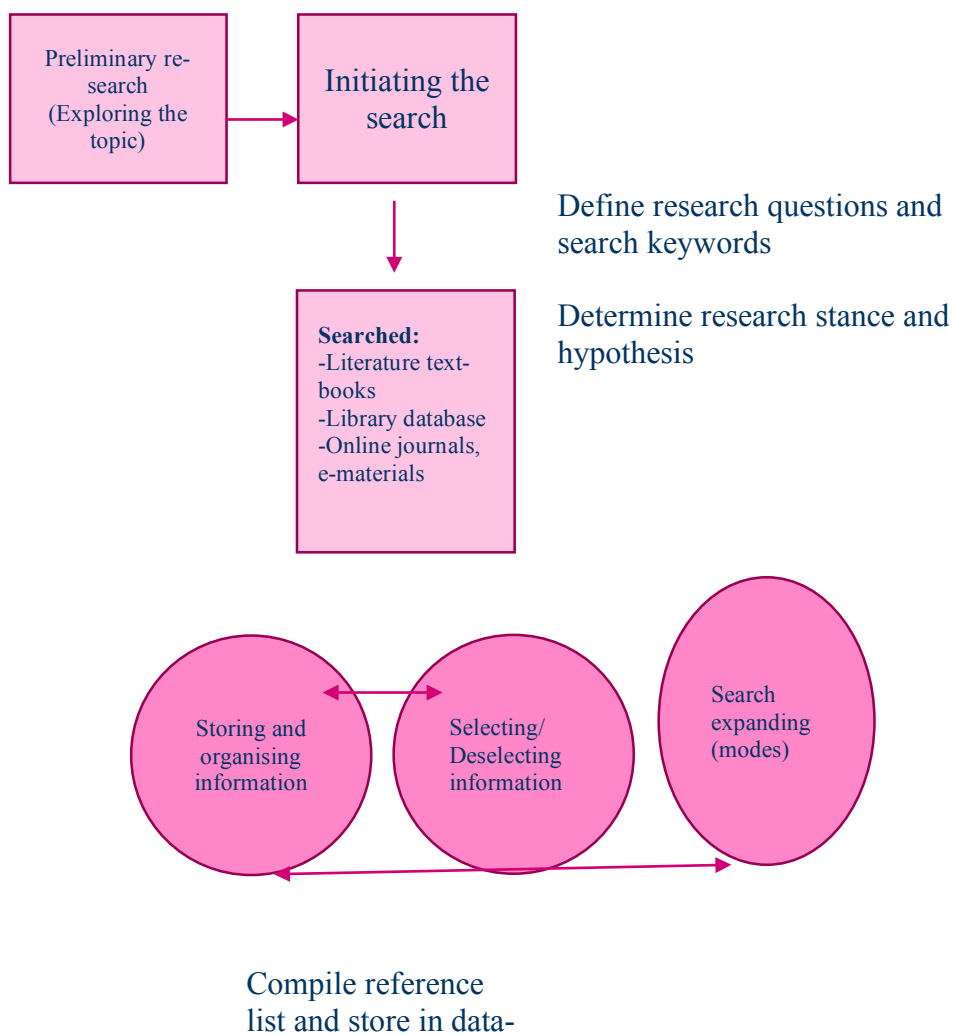 Preliminary re-
search
(Exploring the
topic)
Initiating the
search
Define research questions and
search keywords
Determine research stance and
hypothesis
Searched:
-Literature text-
books
-Library database
-Online journals,
e-materials
Storing and
organising
information
Selecting/
Deselecting
information
Search
expanding
(modes)
Compile reference
list and store in data-